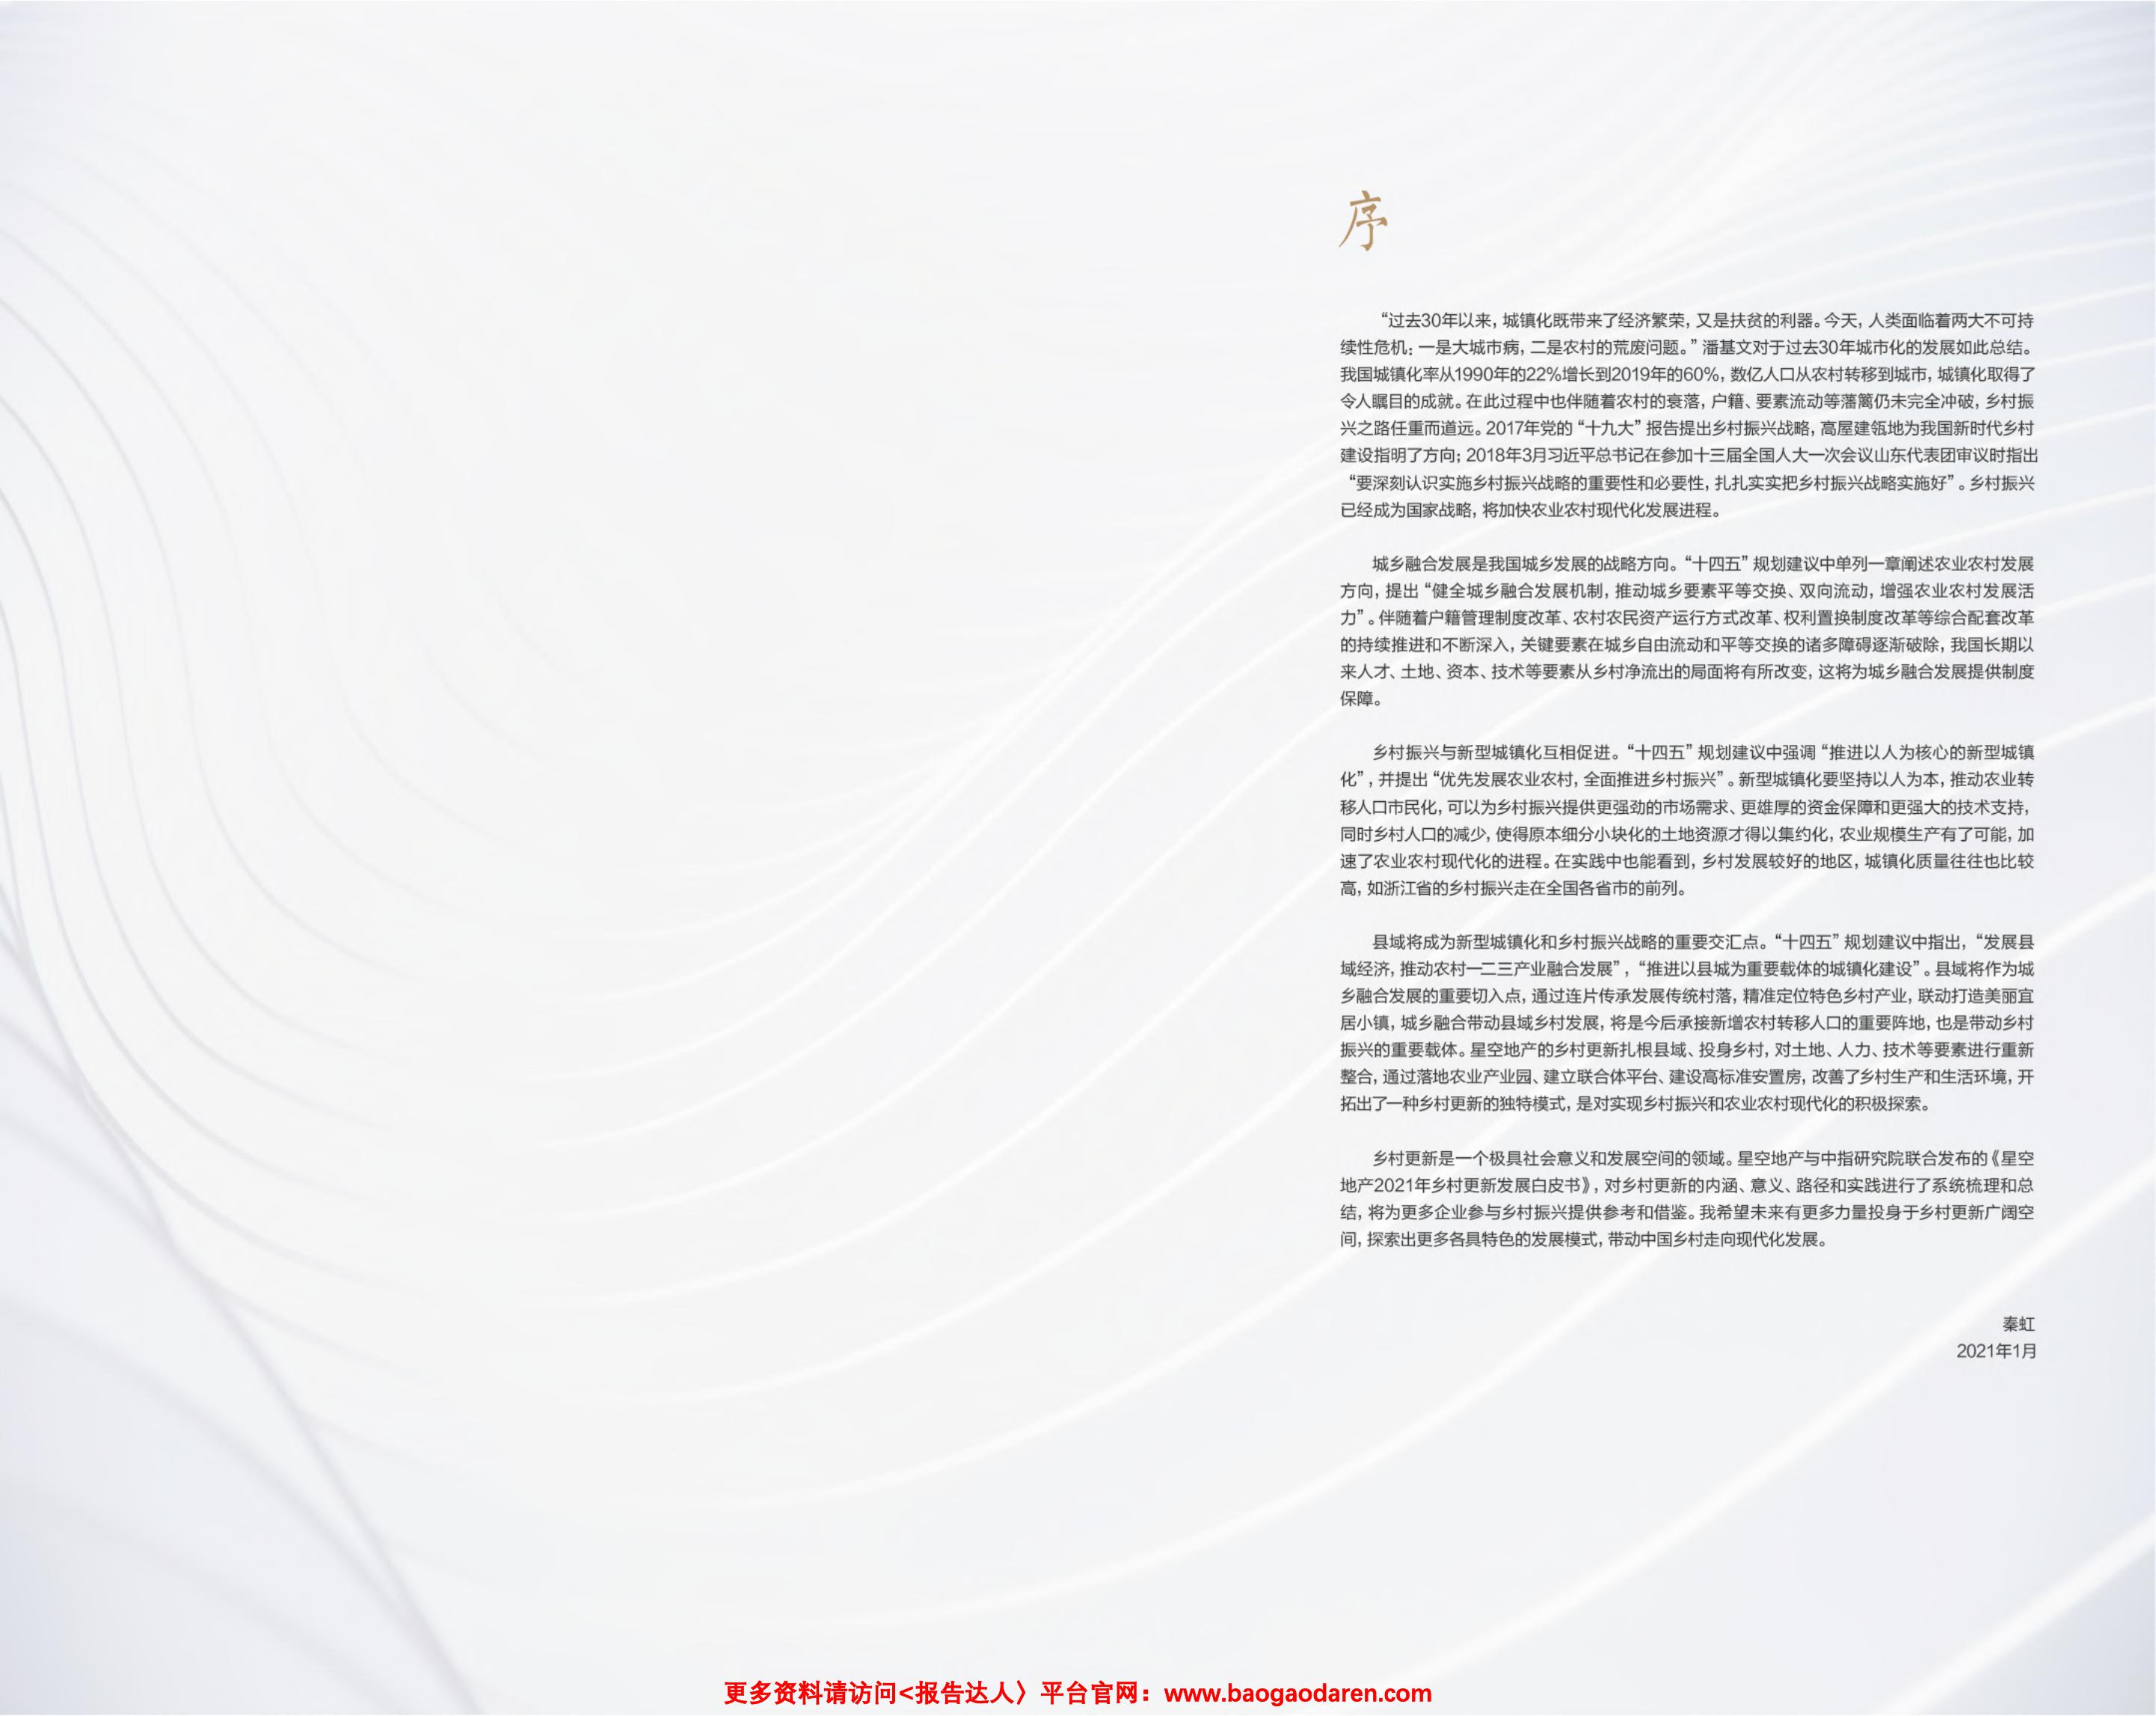 序
“过去30年以来，城镇化既带来了经济繁荣，又是扶贫的利器。今天，人类面临着两大不可持
续性危机：一是大城市病，二是农村的荒废问题。”潘基文对于过去30年城市化的发展如此总结。
我国城镇化率从1990年的22%增长到2019年的60%，数亿人口从农村转移到城市，城镇化取得了
令人瞩目的成就。在此过程中也伴随着农村的衰落，户籍、要素流动等藩篱仍未完全冲破，乡村振
兴之路任重而道远。2017年党的“十九大”报告提出乡村振兴战略，高屋建瓴地为我国新时代乡村
建设指明了方向；2018年3月习近平总书记在参加十三届全国人大一次会议山东代表团审议时指出
“要深刻认识实施乡村振兴战略的重要性和必要性，扎扎实实把乡村振兴战略实施好”。乡村振兴
已经成为国家战略，将加快农业农村现代化发展进程。
城乡融合发展是我国城乡发展的战略方向。“十四五”规划建议中单列一章阐述农业农村发展
方向，提出“健全城乡融合发展机制，推动城乡要素平等交换、双向流动，增强农业农村发展活
力”。伴随着户籍管理制度改革、农村农民资产运行方式改革、权利置换制度改革等综合配套改革
的持续推进和不断深入，关键要素在城乡自由流动和平等交换的诸多障碍逐渐破除，我国长期以
来人才、土地、资本、技术等要素从乡村净流出的局面将有所改变，这将为城乡融合发展提供制度
保障。
乡村振兴与新型城镇化互相促进。“十四五”规划建议中强调“推进以人为核心的新型城镇
化”，并提出“优先发展农业农村，全面推进乡村振兴”。新型城镇化要坚持以人为本，推动农业转
移人口市民化，可以为乡村振兴提供更强劲的市场需求、更雄厚的资金保障和更强大的技术支持，
同时乡村人口的减少，使得原本细分小块化的土地资源才得以集约化，农业规模生产有了可能，加
速了农业农村现代化的进程。在实践中也能看到，乡村发展较好的地区，城镇化质量往往也比较
高，如浙江省的乡村振兴走在全国各省市的前列。
县域将成为新型城镇化和乡村振兴战略的重要交汇点。“十四五”规划建议中指出，“发展县
域经济，推动农村一二三产业融合发展”，“推进以县城为重要载体的城镇化建设”。县域将作为城
乡融合发展的重要切入点，通过连片传承发展传统村落，精准定位特色乡村产业，联动打造美丽宜
居小镇，城乡融合带动县域乡村发展，将是今后承接新增农村转移人口的重要阵地，也是带动乡村
振兴的重要载体。星空地产的乡村更新扎根县域、投身乡村，对土地、人力、技术等要素进行重新
整合，通过落地农业产业园、建立联合体平台、建设高标准安置房，改善了乡村生产和生活环境，开
拓出了一种乡村更新的独特模式，是对实现乡村振兴和农业农村现代化的积极探索。
乡村更新是一个极具社会意义和发展空间的领域。星空地产与中指研究院联合发布的《星空
地产2021年乡村更新发展白皮书》，对乡村更新的内涵、意义、路径和实践进行了系统梳理和总
结，将为更多企业参与乡村振兴提供参考和借鉴。我希望未来有更多力量投身于乡村更新广阔空
间，探索出更多各具特色的发展模式，带动中国乡村走向现代化发展。
秦虹
2021年1月
更多资料请访问<报告达人〉平台官网：www.baogaodaren.com